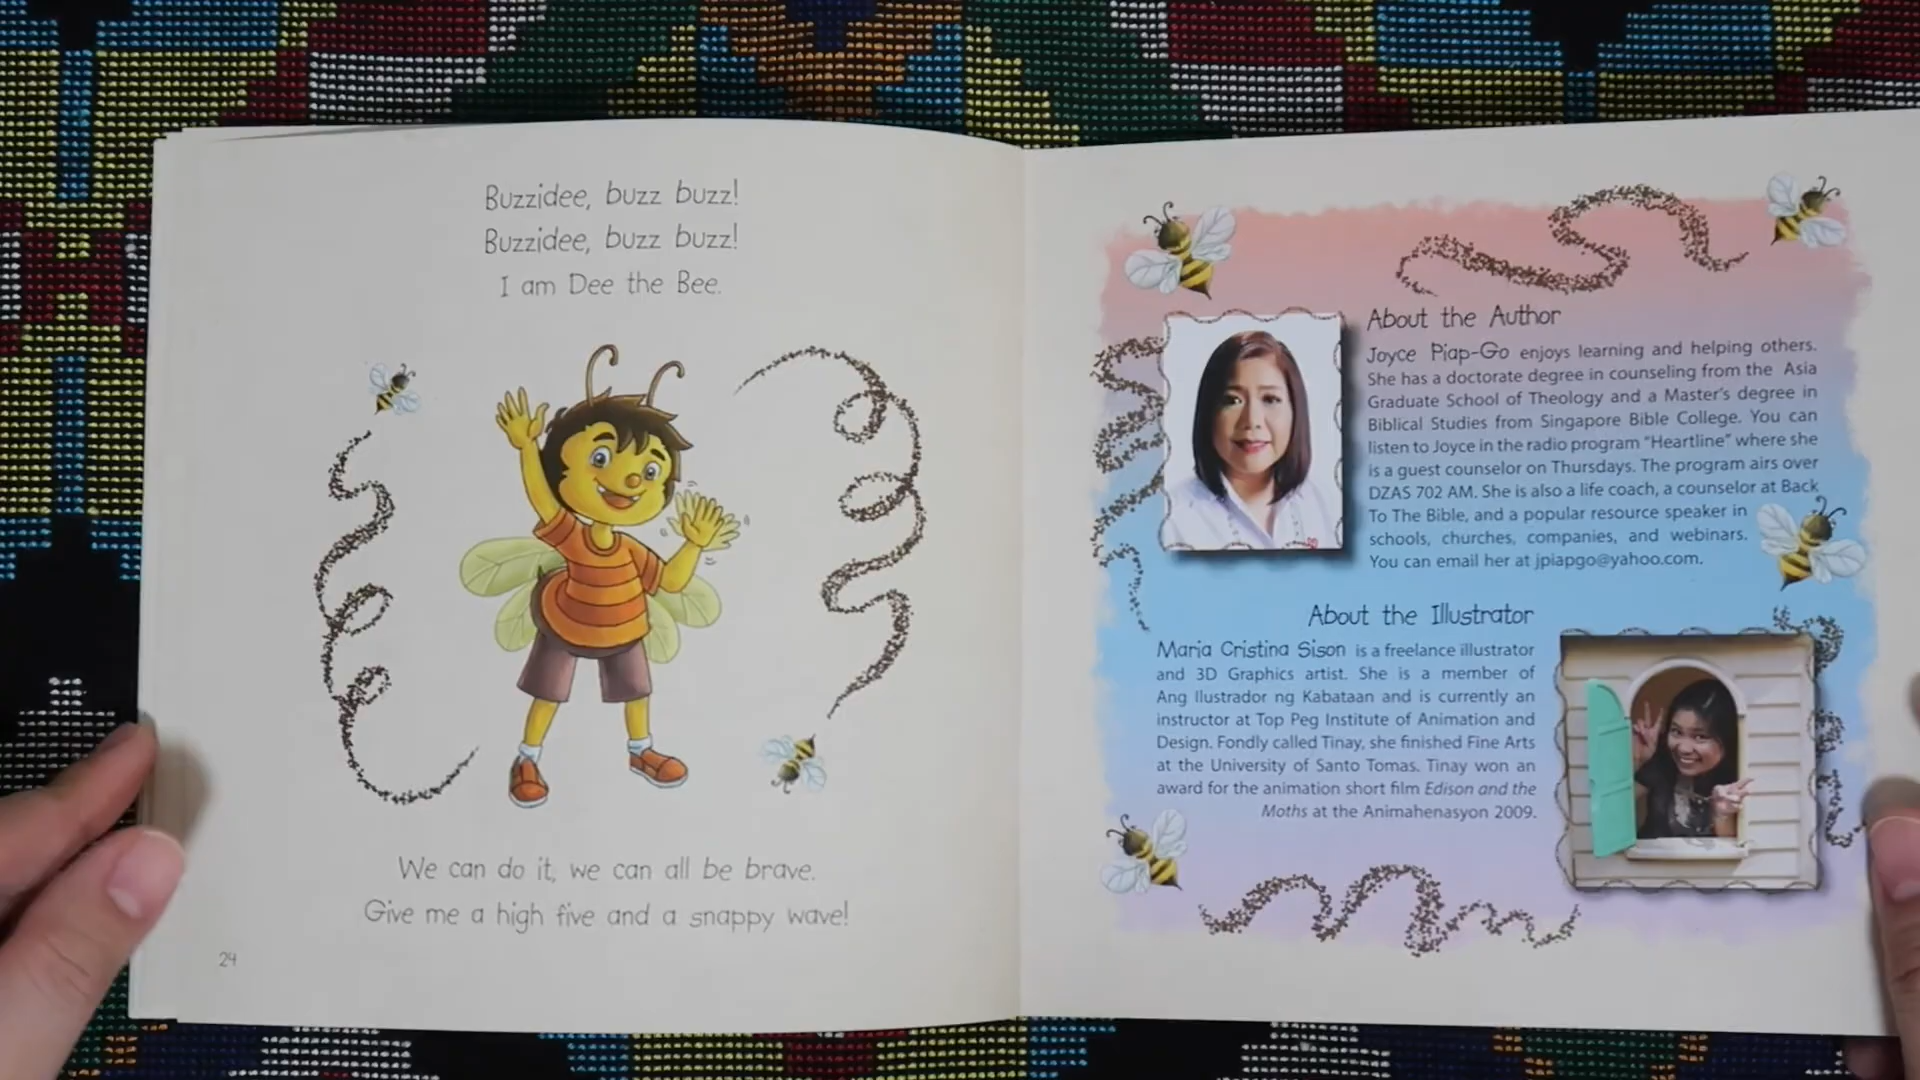 Buzzidee, buzz buzz!
Buzzidee, buzz buzz!
I am Dee the Bee.
We can do it, we can all be brave.
Give me a high five and a snappy wave!
24
About the Author
Joyce Piap-Go enjoys learning and helping others.
She has a doctorate degree in counseling from the Asia
Graduate School of Theology and a Master's degree in
Biblical Studies from Singapore Bible College. You can
listen to Joyce in the radio program "Heartline" where she
is a guest counselor on Thursdays. The program airs over
DZAS 702 AM. She is also a life coach, a counselor at Back
To The Bible, and a popular resource speaker in
schools, churches, companies, and webinars.
You can email her at jpiapgo@yahoo.com.
About the Illustrator
Maria Cristina Sison is a freelance illustrator
and 3D Graphics artist. She is a member of
Ang Ilustrador ng Kabataan and is currently an
instructor at Top Peg Institute of Animation and
Design. Fondly called Tinay, she finished Fine Arts
at the University of Santo Tomas. Tinay won an
award for the animation short film Edison and the
Moths at the Animahenasyon 2009.